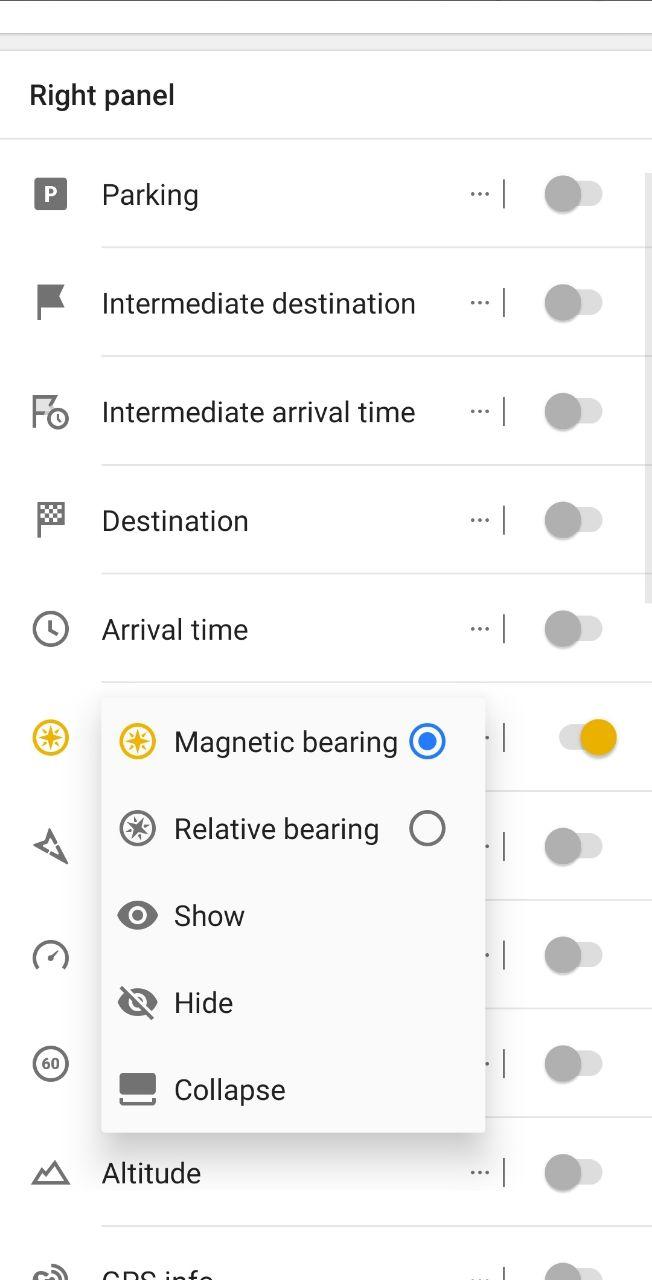 Right panel
P
Parking
Intermediate destination
Intermediate arrival time
Destination
Arrival time
Magnetic bearing
Relative bearing
Show
Hide
60
Collapse
Altitude
GPS info